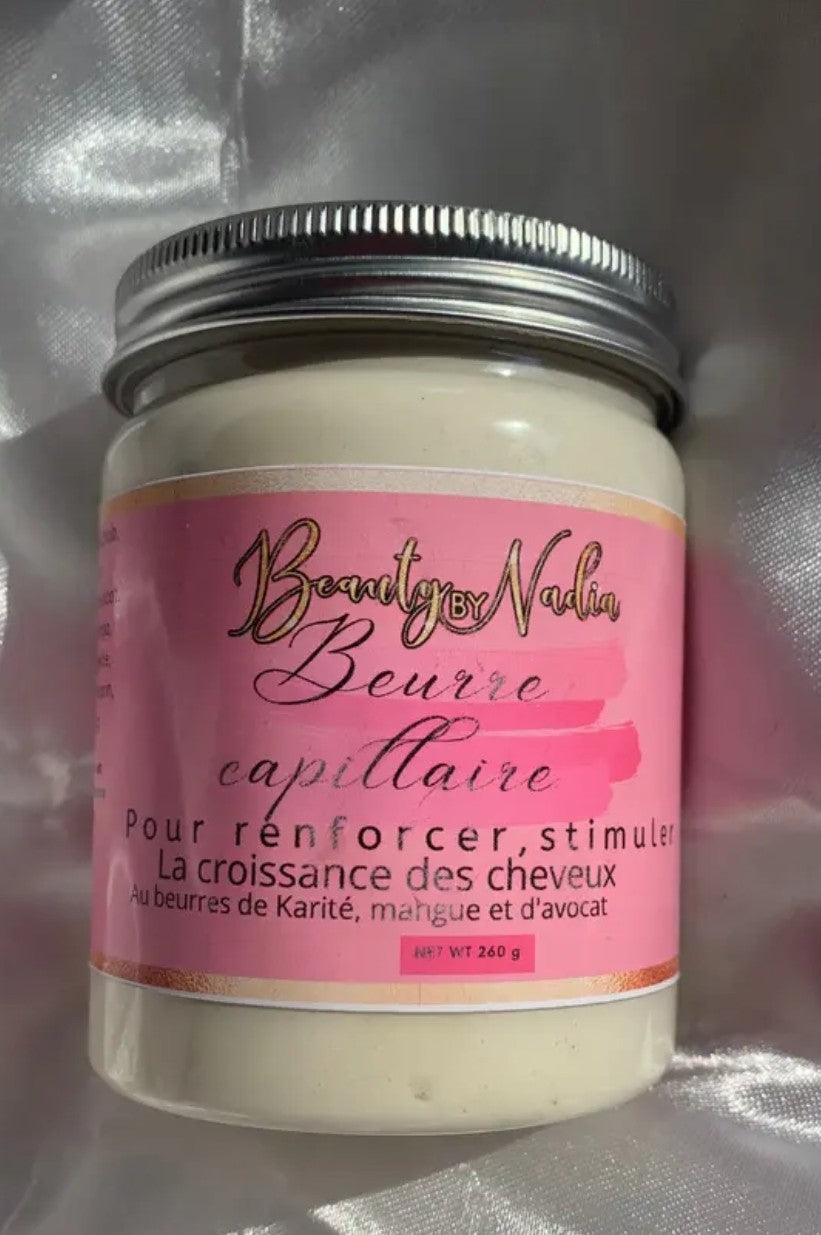 Beauty BY Nadia
Beurre
capillaire
Pour renforcer, stimuler
La croissance des cheveux
Au beurres de Karité, mangue et d'avocat
NET WT 260 g